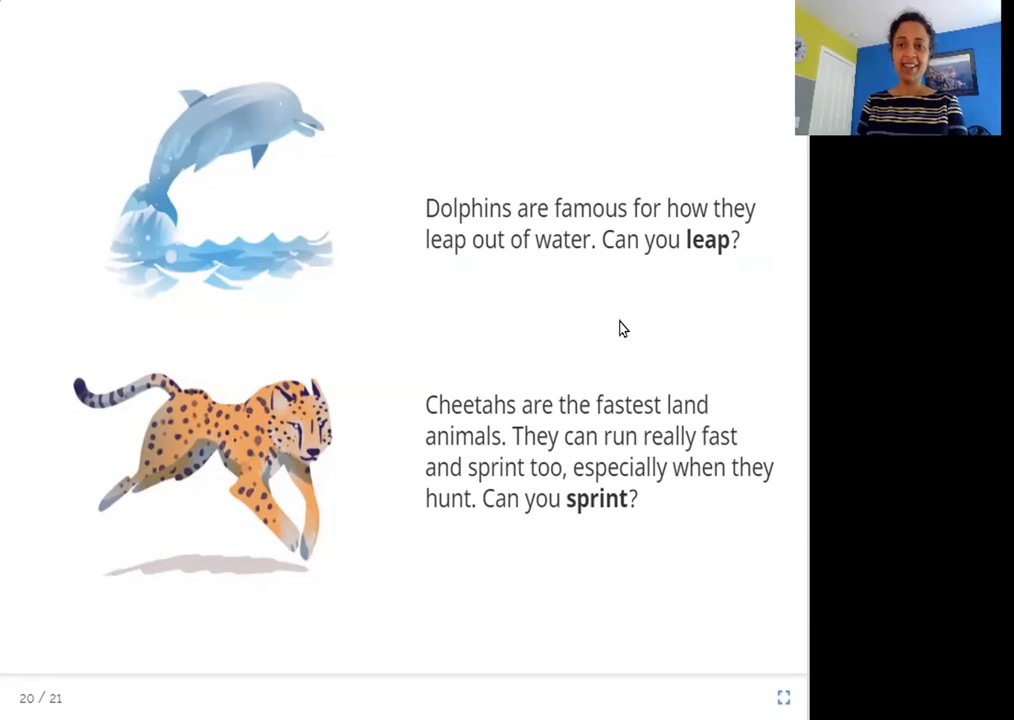 Dolphins are famous for how they
leap out of water. Can you leap?
Cheetahs are the fastest land
animals. They can run really fast
and sprint too, especially when they
hunt. Can you sprint?
20 / 21